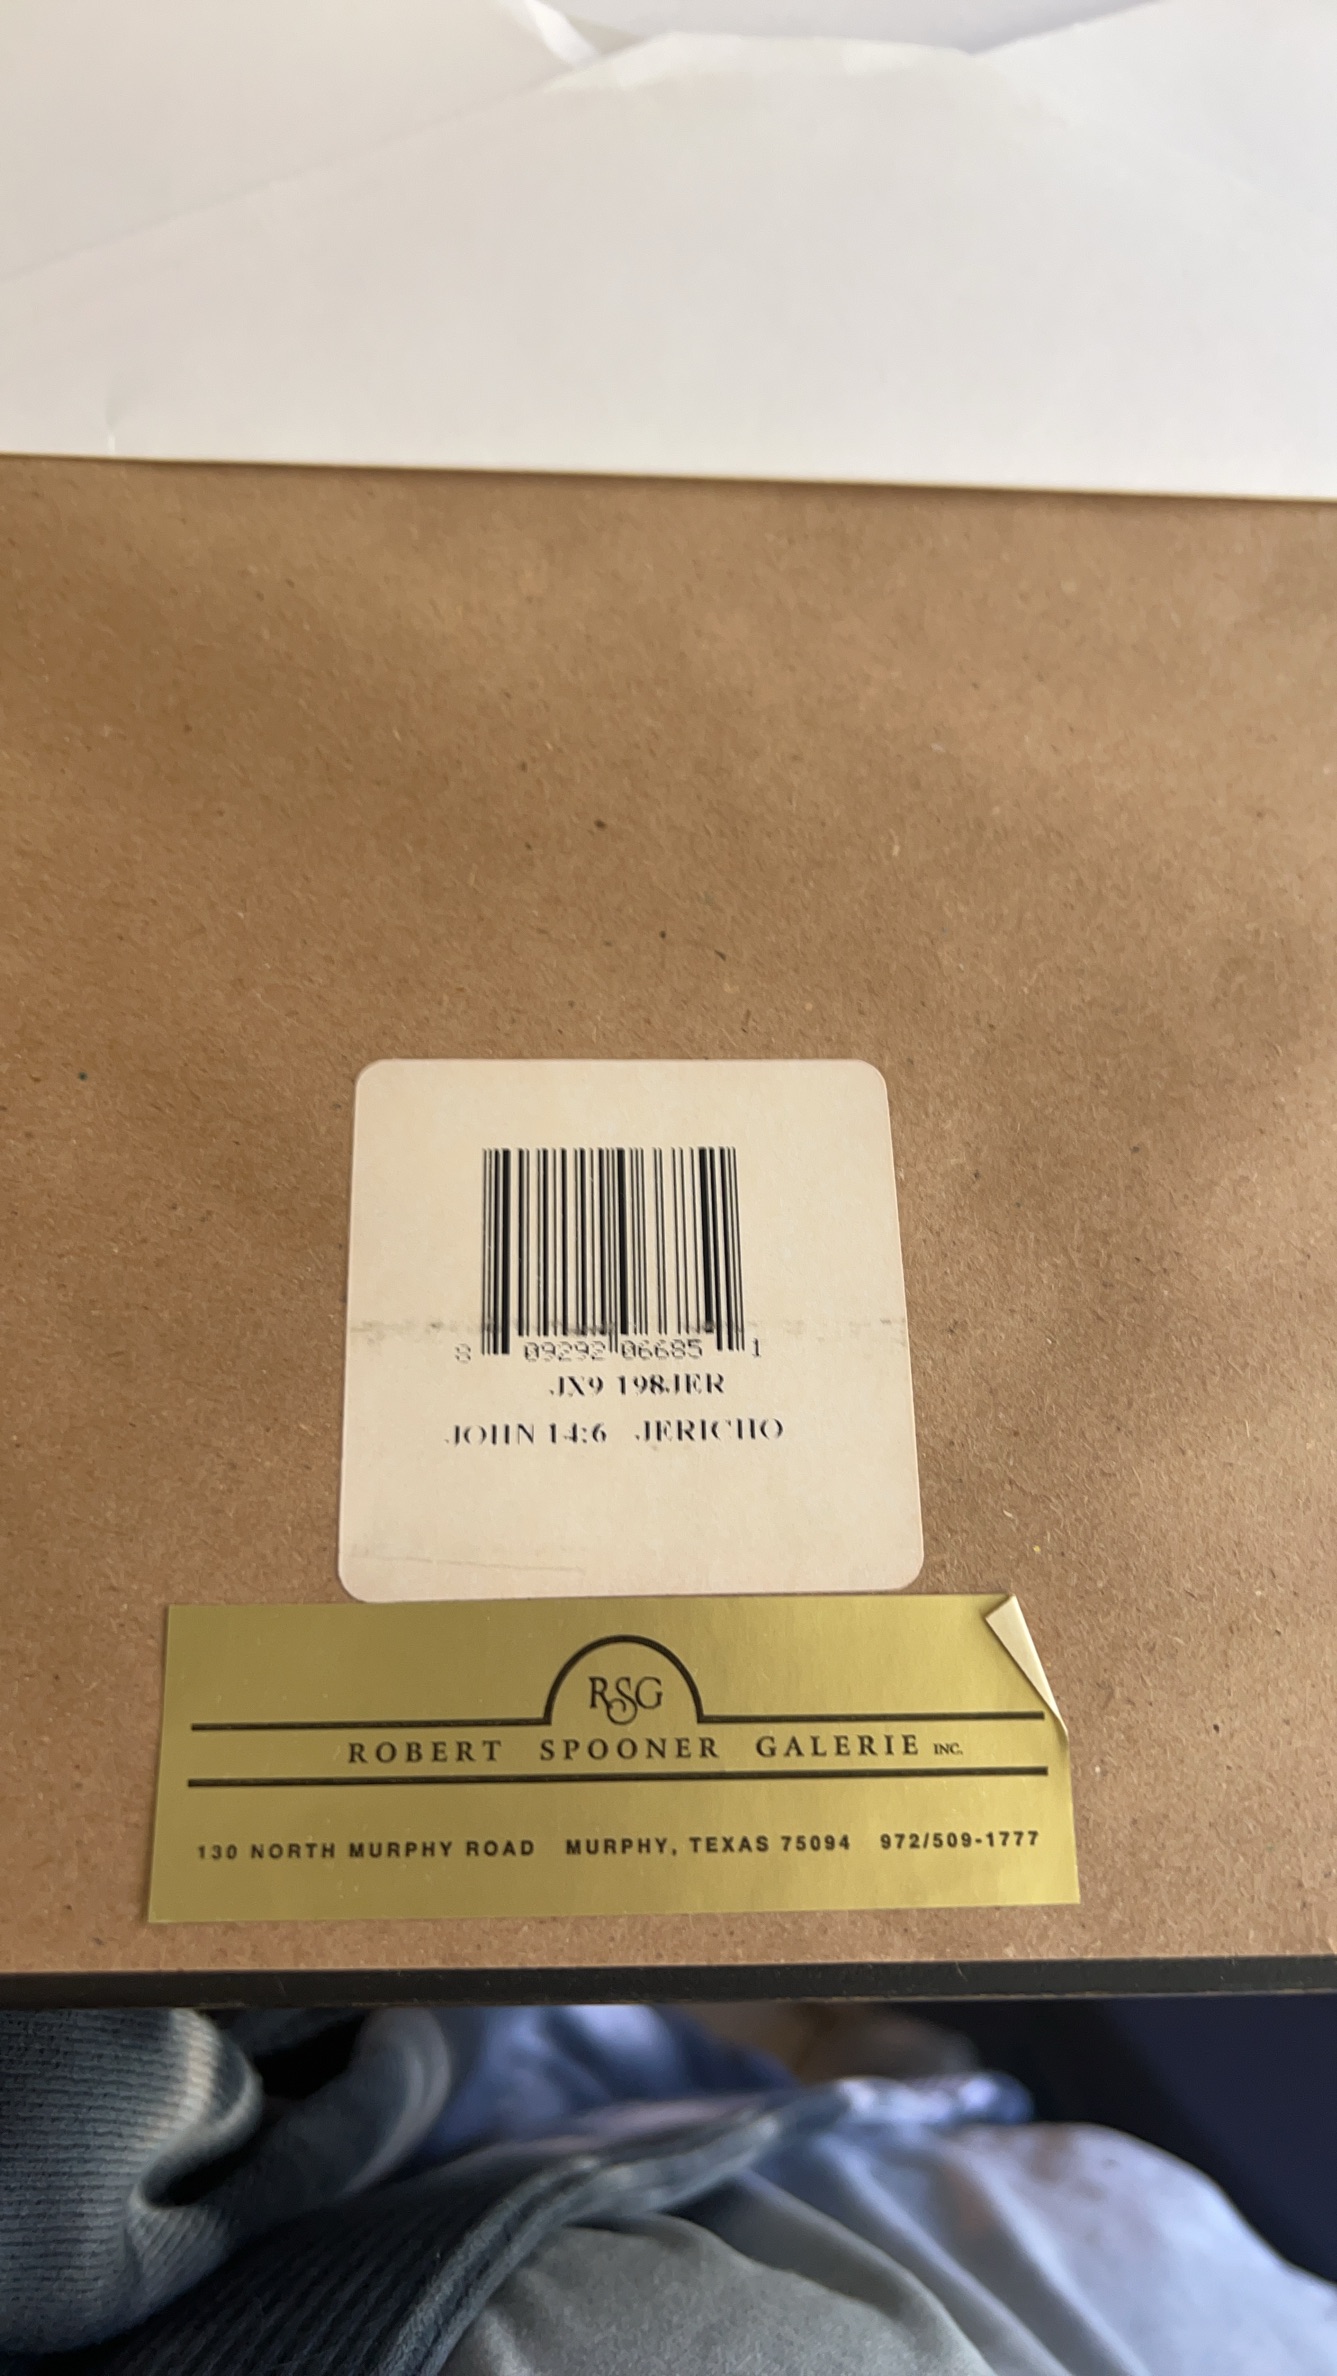 8 09292 06685 1
JX9 198JER
JOHN 14:6 JERICHO
RSG
ROBERT SPOONER GALERIE INC.
130 NORTH MURPHY ROAD MURPHY, TEXAS 75094 972/509-1777